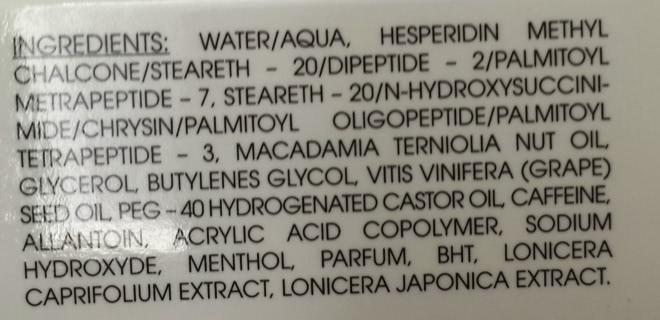 INGREDIENTS: WATER/AQUA, HESPERIDIN METHYL
CHALCONE/STEARETH – 20/DIPEPTIDE – 2/PALMITOYL
METRAPEPTIDE – 7, STEARETH – 20/N-HYDROXYSUCCINI-
MIDE/CHRYSIN/PALMITOYL OLIGOPEPTIDE/PALMITOYL
TETRAPEPTIDE – 3, MACADAMIA TERNIOLIA NUT OIL,
GLYCEROL, BUTYLENES GLYCOL, VITIS VINIFERA (GRAPE)
SEED OIL, PEG – 40 HYDROGENATED CASTOR OIL, CAFFEINE,
ALLANTOIN, ACRYLIC ACID COPOLYMER, SODIUM
HYDROXYDE, MENTHOL, PARFUM, BHT, LONICERA
CAPRIFOLIUM EXTRACT, LONICERA JAPONICA EXTRACT.